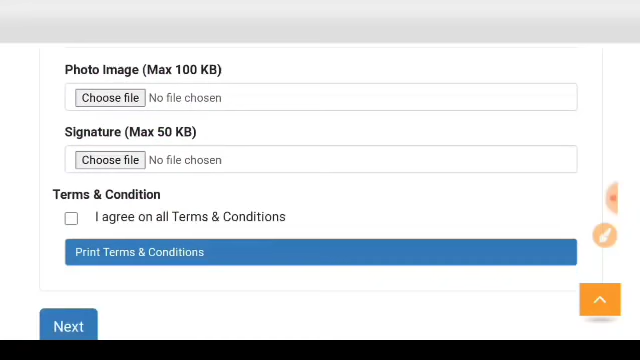 Photo Image (Max 100 KB)
Choose file No file chosen
Signature (Max 50 KB)
Choose file No file chosen
Terms & Condition
I agree on all Terms & Conditions
Print Terms & Conditions
Next